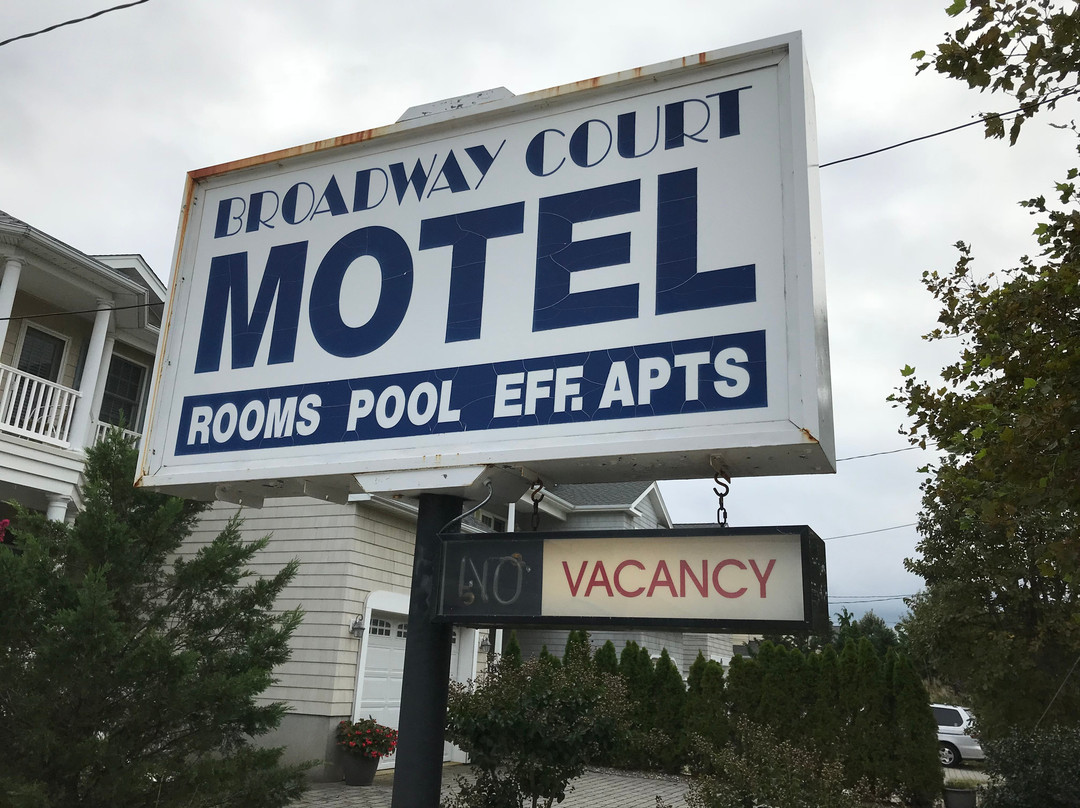 BROADWAY COURT
MOTEL
ROOMS POOL EFF. APTS
NO VACANCY